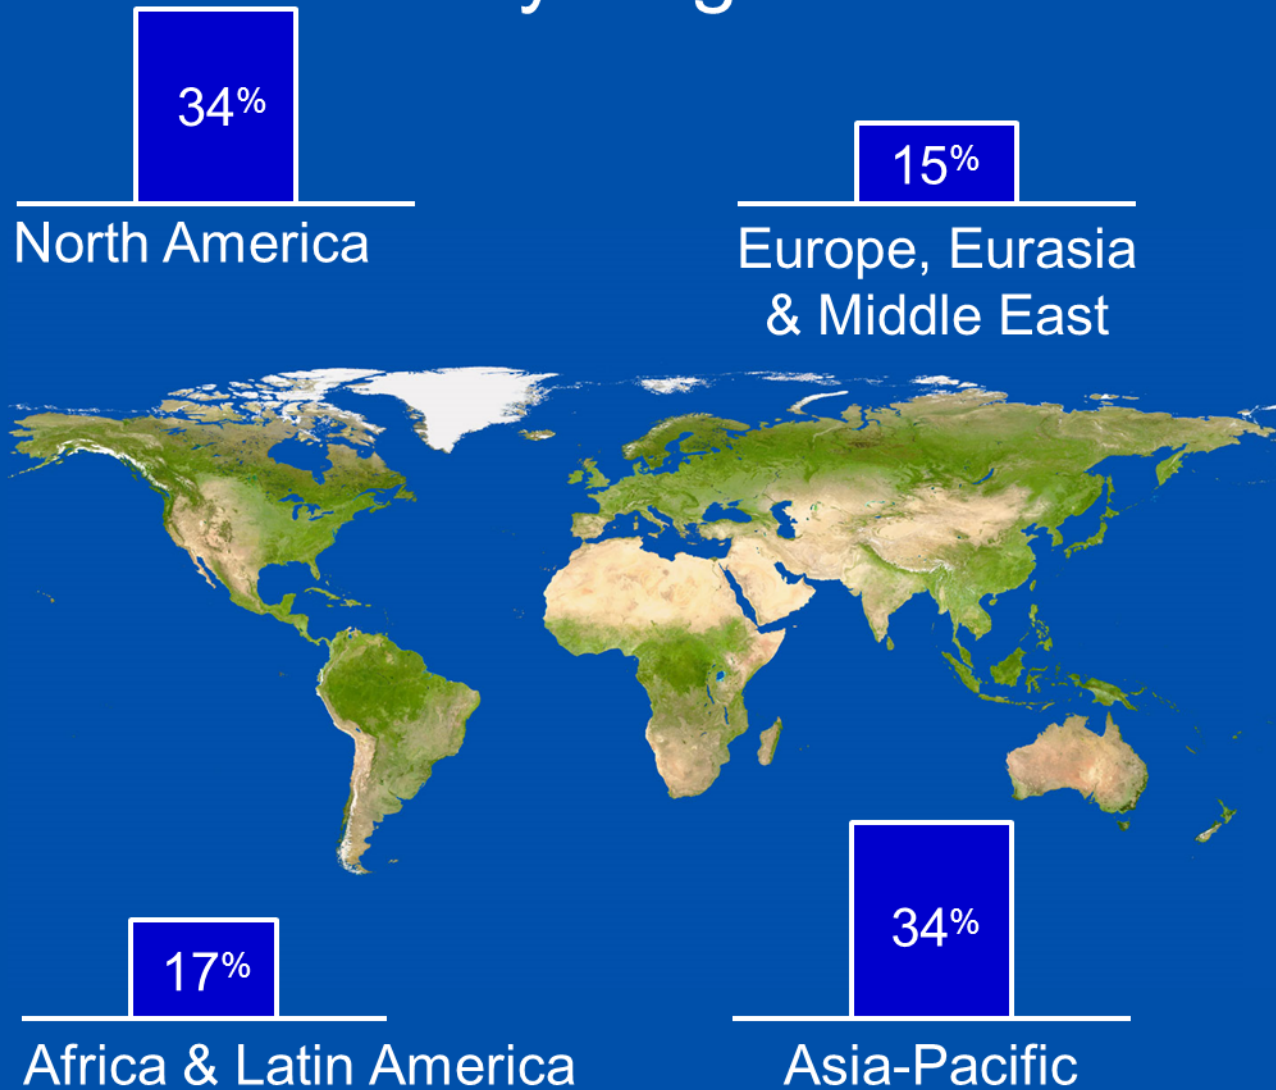 34%
North America
15%
Europe, Eurasia
& Middle East
17%
Africa & Latin America
34%
Asia-Pacific